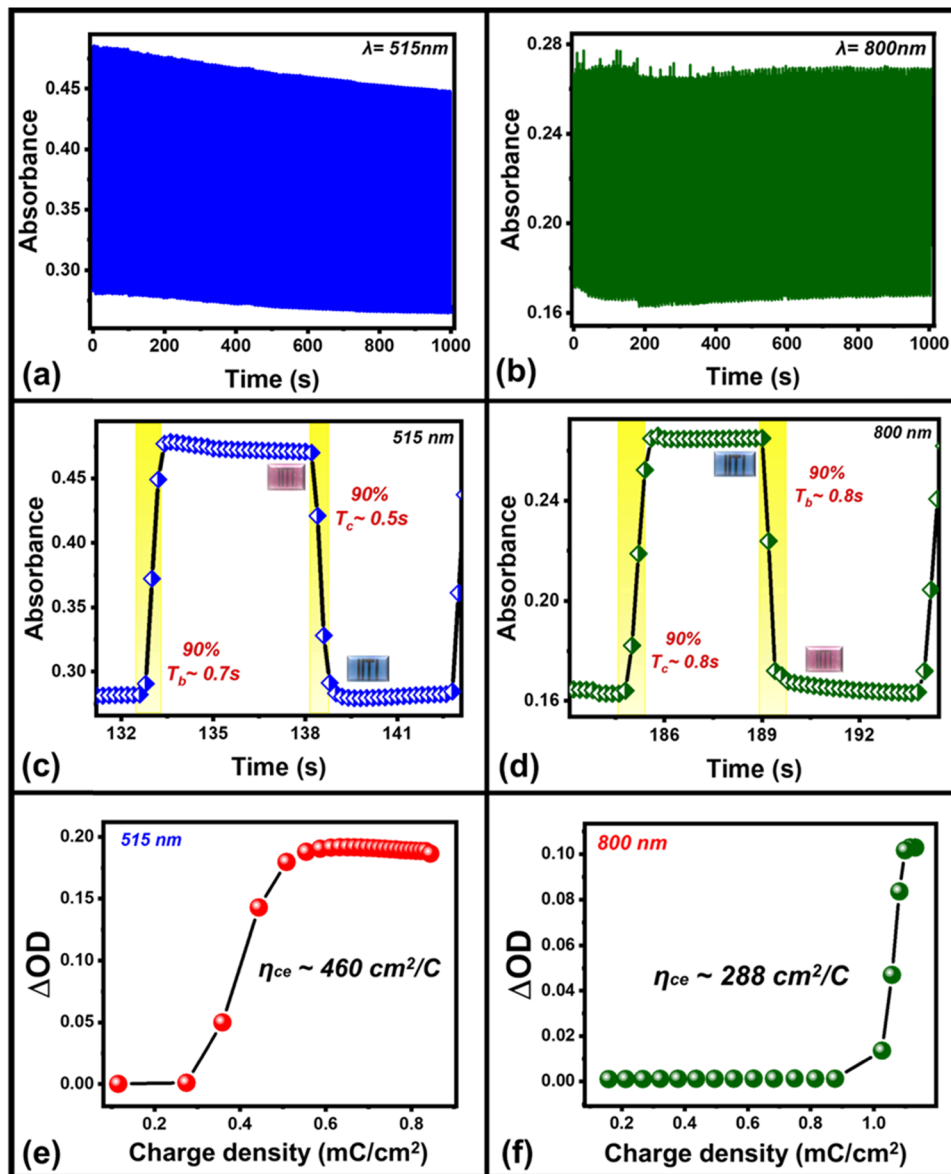 λ= 515nm
Absorbance
0.45
0.40
0.35
0.30
0
200
400
600
800
1000
(a)
Time (s)
λ= 800nm
Absorbance
0.28
0.24
0.20
0.16
0
200
400
600
800
1000
(b)
Time (s)
515 nm
Absorbance
0.45
0.40
0.35
0.30
90%
Tc~ 0.5s
IITI
90%
Tb~ 0.7s
IITI
132
135
138
141
(c)
Time (s)
800 nm
Absorbance
0.28
0.24
0.20
0.16
IITI
90%
Tb~ 0.8s
90%
Tc~ 0.8s
IITI
186
189
192
(d)
Time (s)
515 nm
ΔOD
0.20
0.15
0.10
0.05
0.00
ηce ~ 460 cm²/C
0.2
0.4
0.6
0.8
(e)
Charge density (mC/cm²)
800 nm
ΔOD
0.10
0.08
0.06
0.04
0.02
0.00
ηce ~ 288 cm²/C
0.2
0.4
0.6
0.8
1.0
(f)
Charge density (mC/cm²)